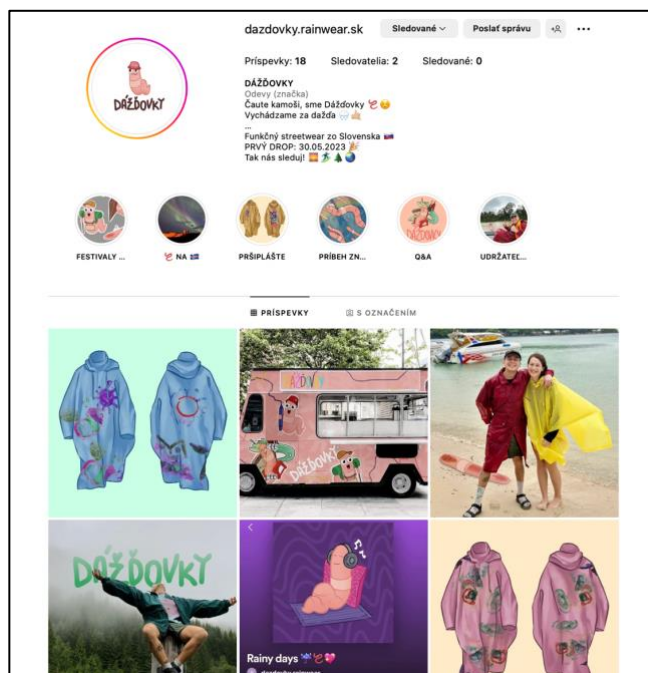 dazdovky.rainwear.sk Sledované Poslať správu
Príspevky: 18 Sledovatelia: 2 Sledované: 0
DÁŽĎOVKY
DÁŽĎOVKY
Odevy (značka)
Čaute kamoši, sme Dážďovky
Vychádzame za dažďa
...
Funkčný streetwear zo Slovenska
PRVÝ DROP: 30.05.2023
Tak nás sleduj!
FESTIVALY ...
NA
PRŠIPLÁŠTE
PRÍBEH ZN...
Q&A
UDRŽATEĽ...
PRÍSPEVKY S OZNAČENÍM
DÁŽĎOVKY
DÁŽĎOVKY
DÁŽĎOVKY
Rainy days
dazdovky.rainwear